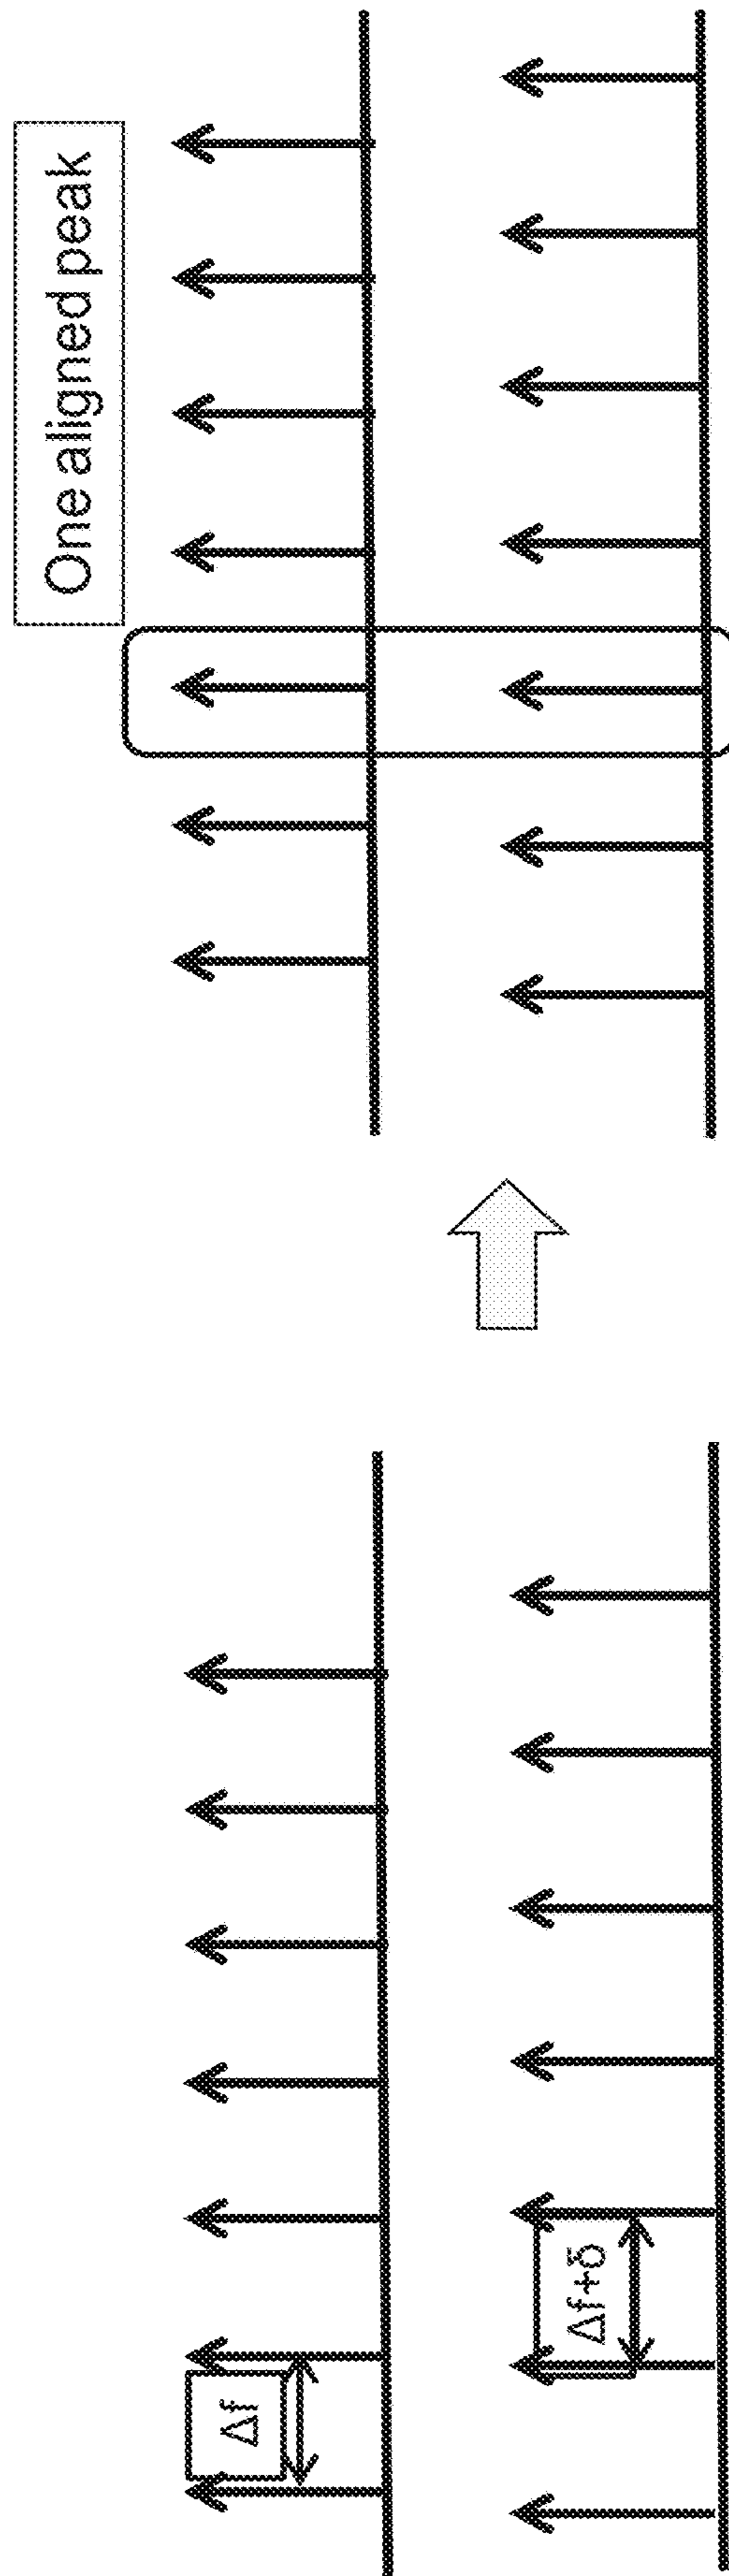 Δf
Δf+δ
One aligned peak